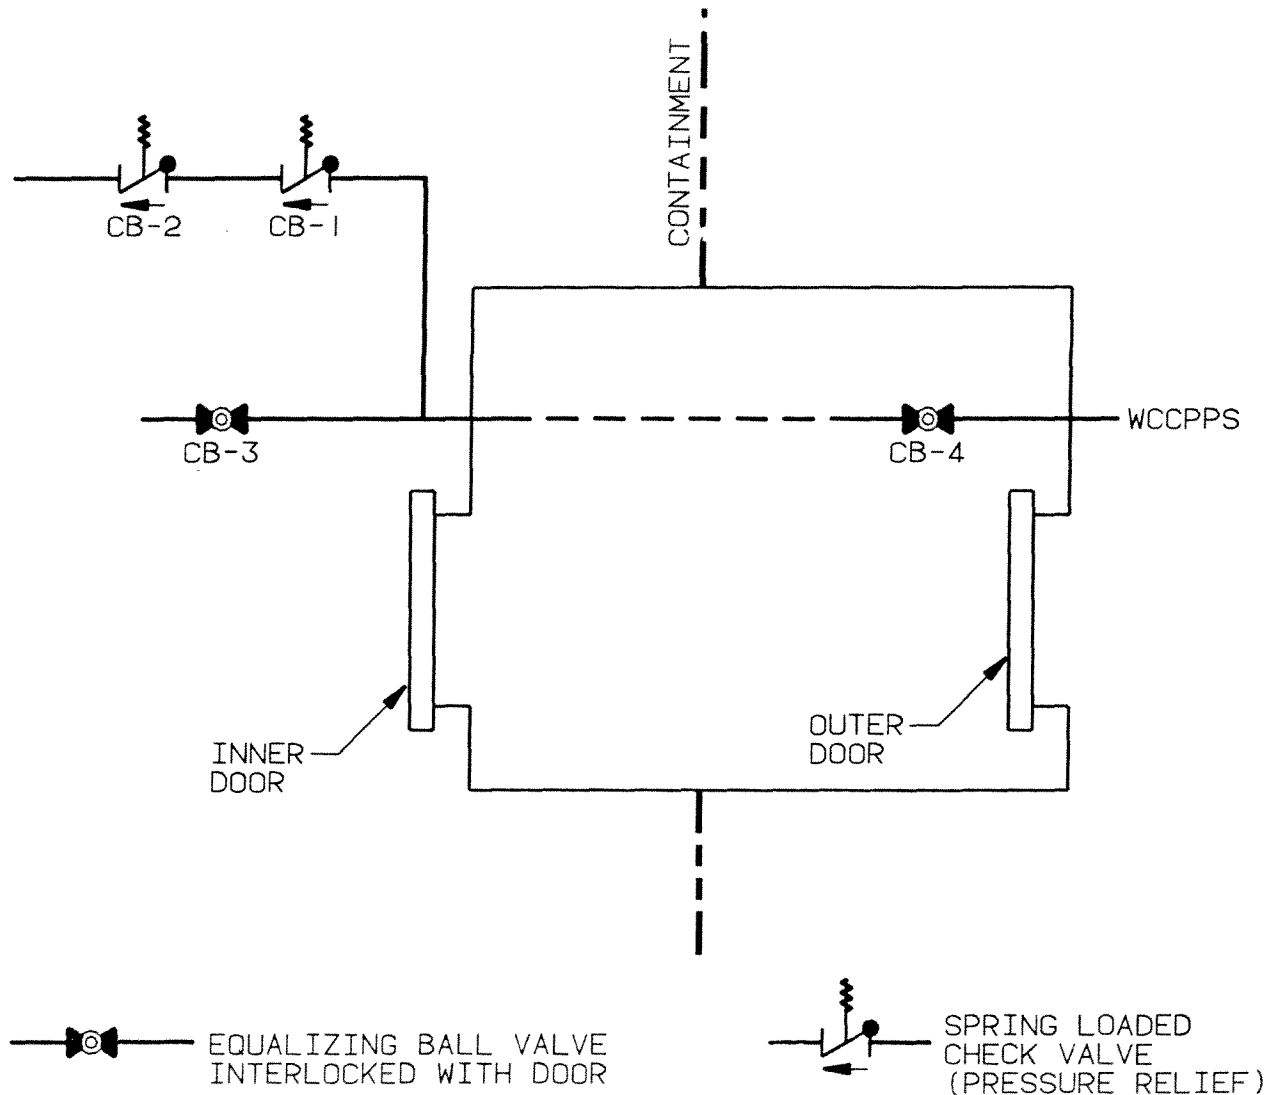 CONTAINMENT
CB-2
CB-1
WCCPPS
CB-3
CB-4
OUTER
DOOR
INNER
DOOR
EQUALIZING BALL VALVE
INTERLOCKED WITH DOOR
SPRING LOADED
CHECK VALVE
(PRESSURE RELIEF)